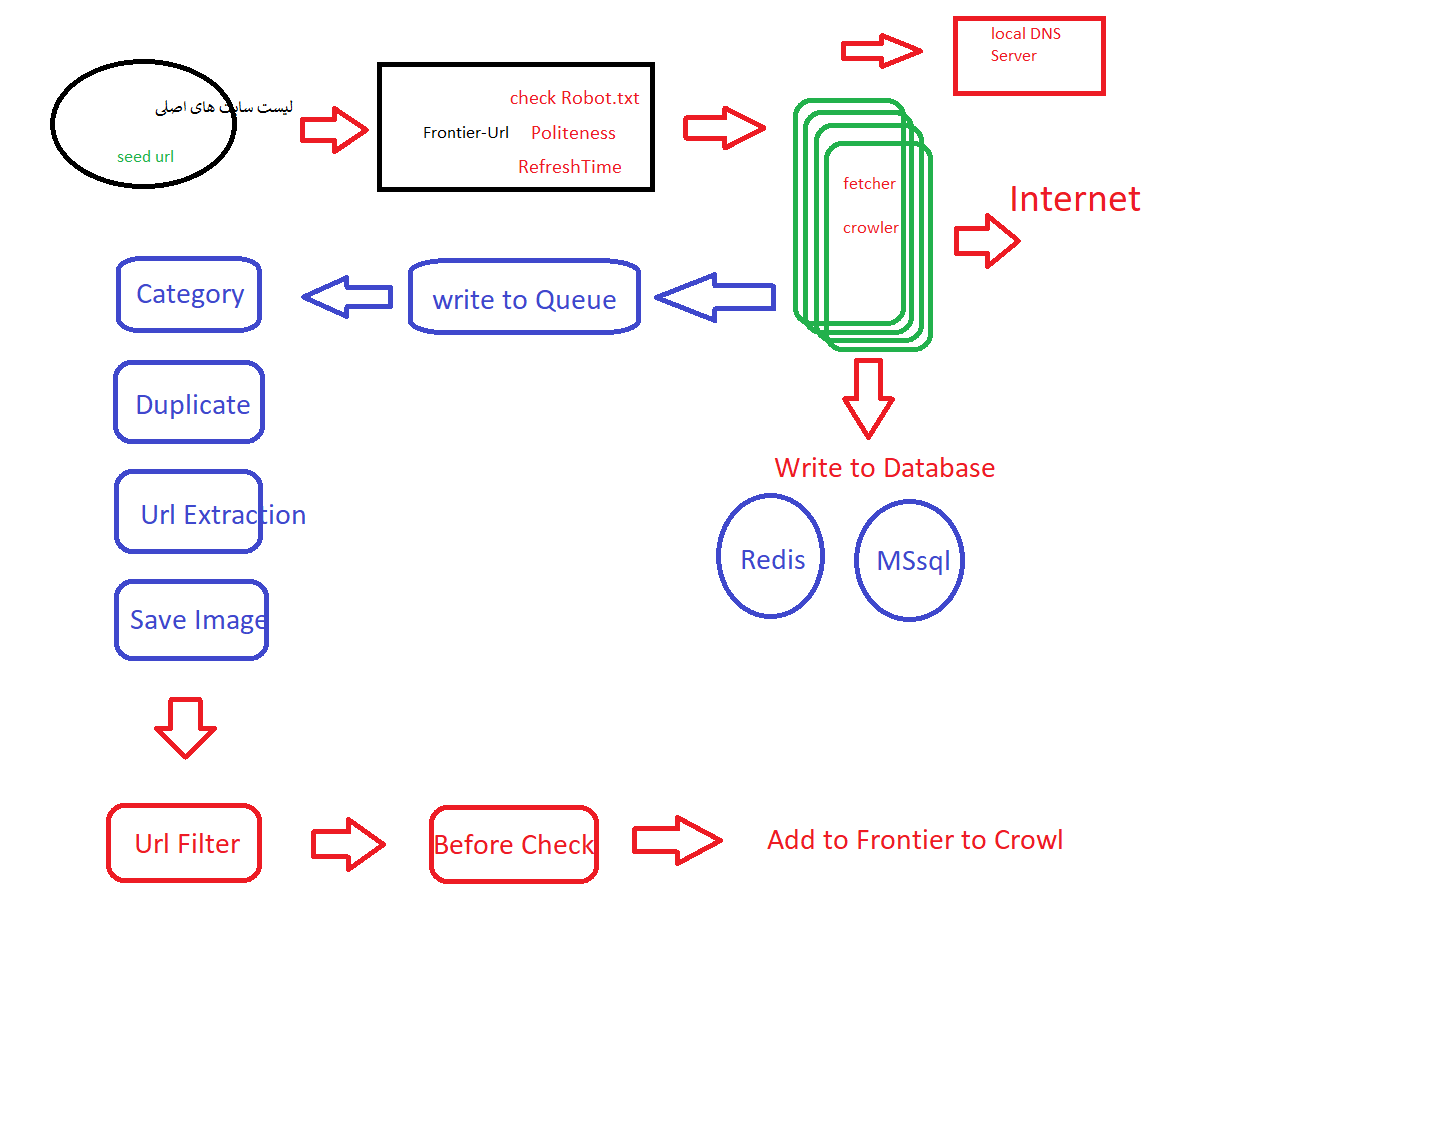 لیست سایت های اصلی
seed url
check Robot.txt
Frontier-Url
Politeness
RefreshTime
local DNS
Server
fetcher
crowler
Internet
Category
write to Queue
Duplicate
Url Extraction
Save Image
Write to Database
Redis
MSsql
Url Filter
Before Check
Add to Frontier to Crowl